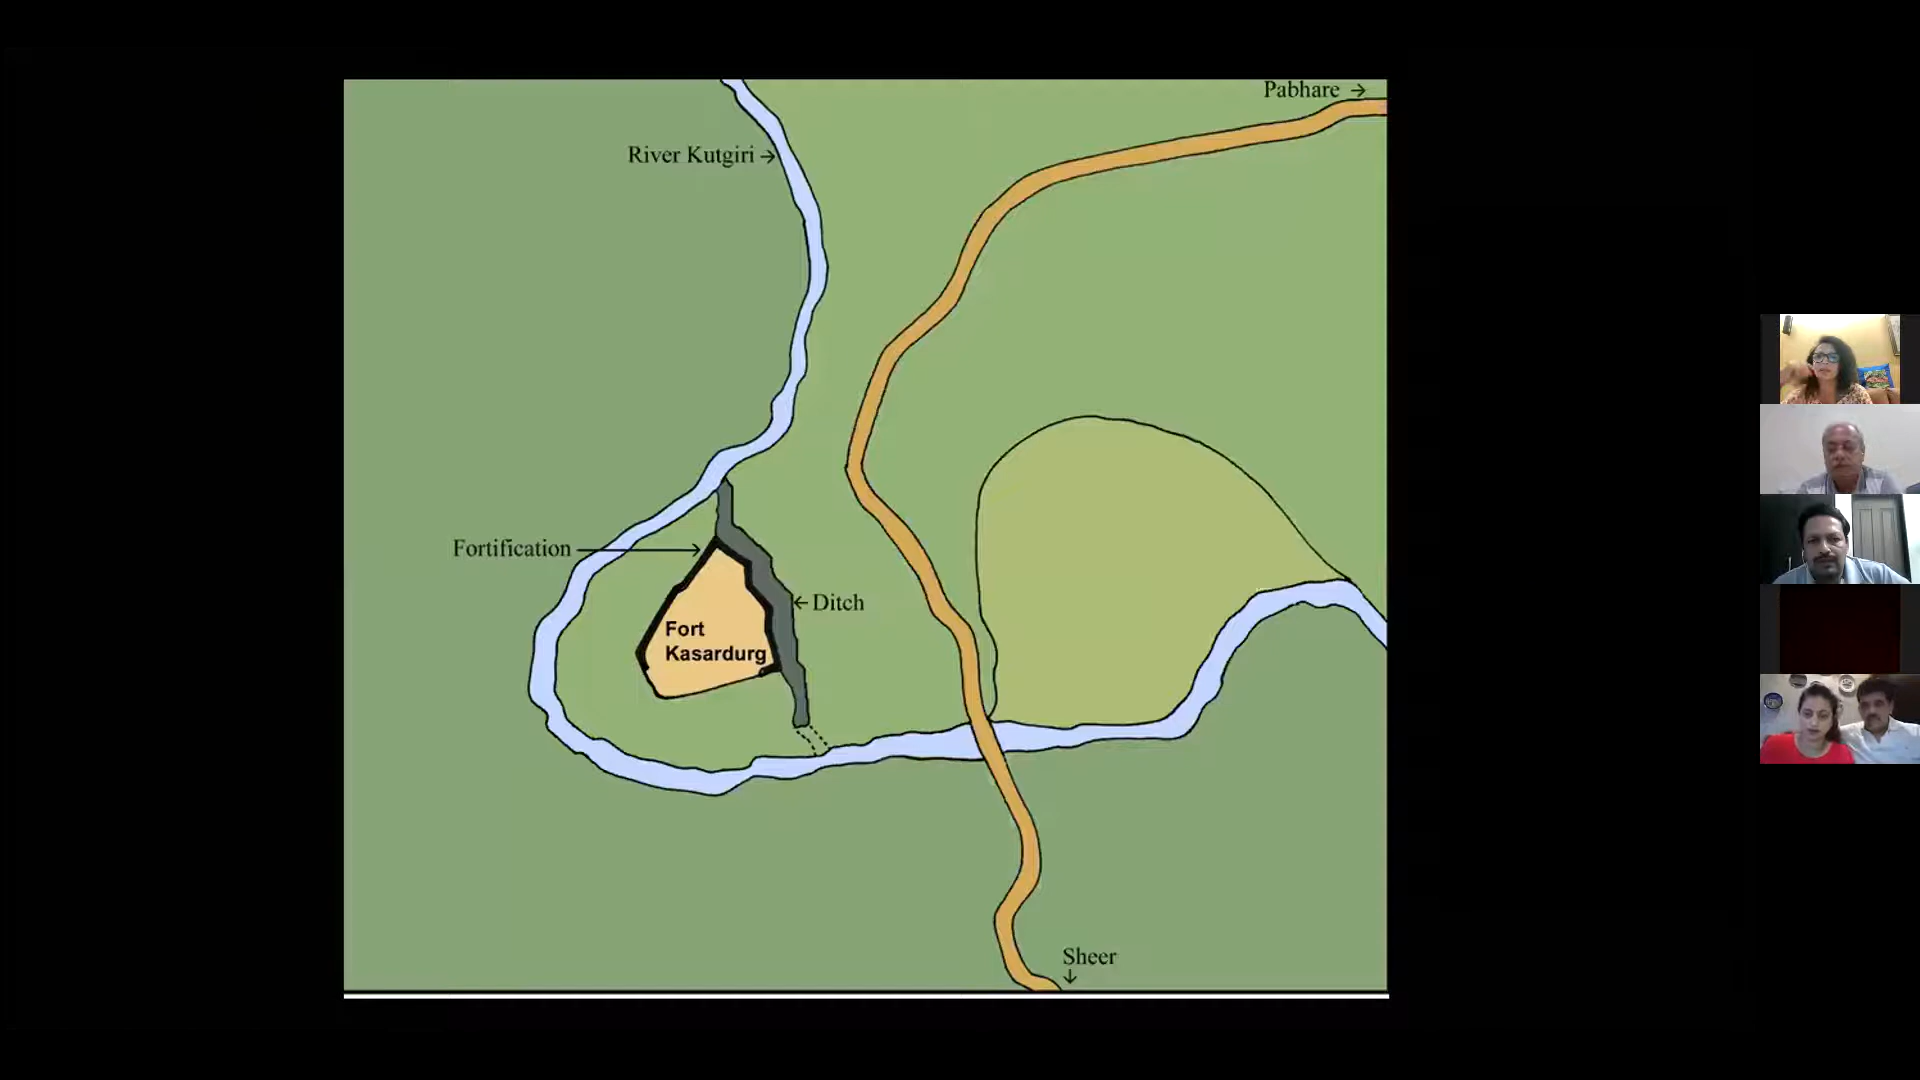 Pabhare →
River Kutgiri →
Fortification
← Ditch
Fort
Kasardurg
Sheer
↓